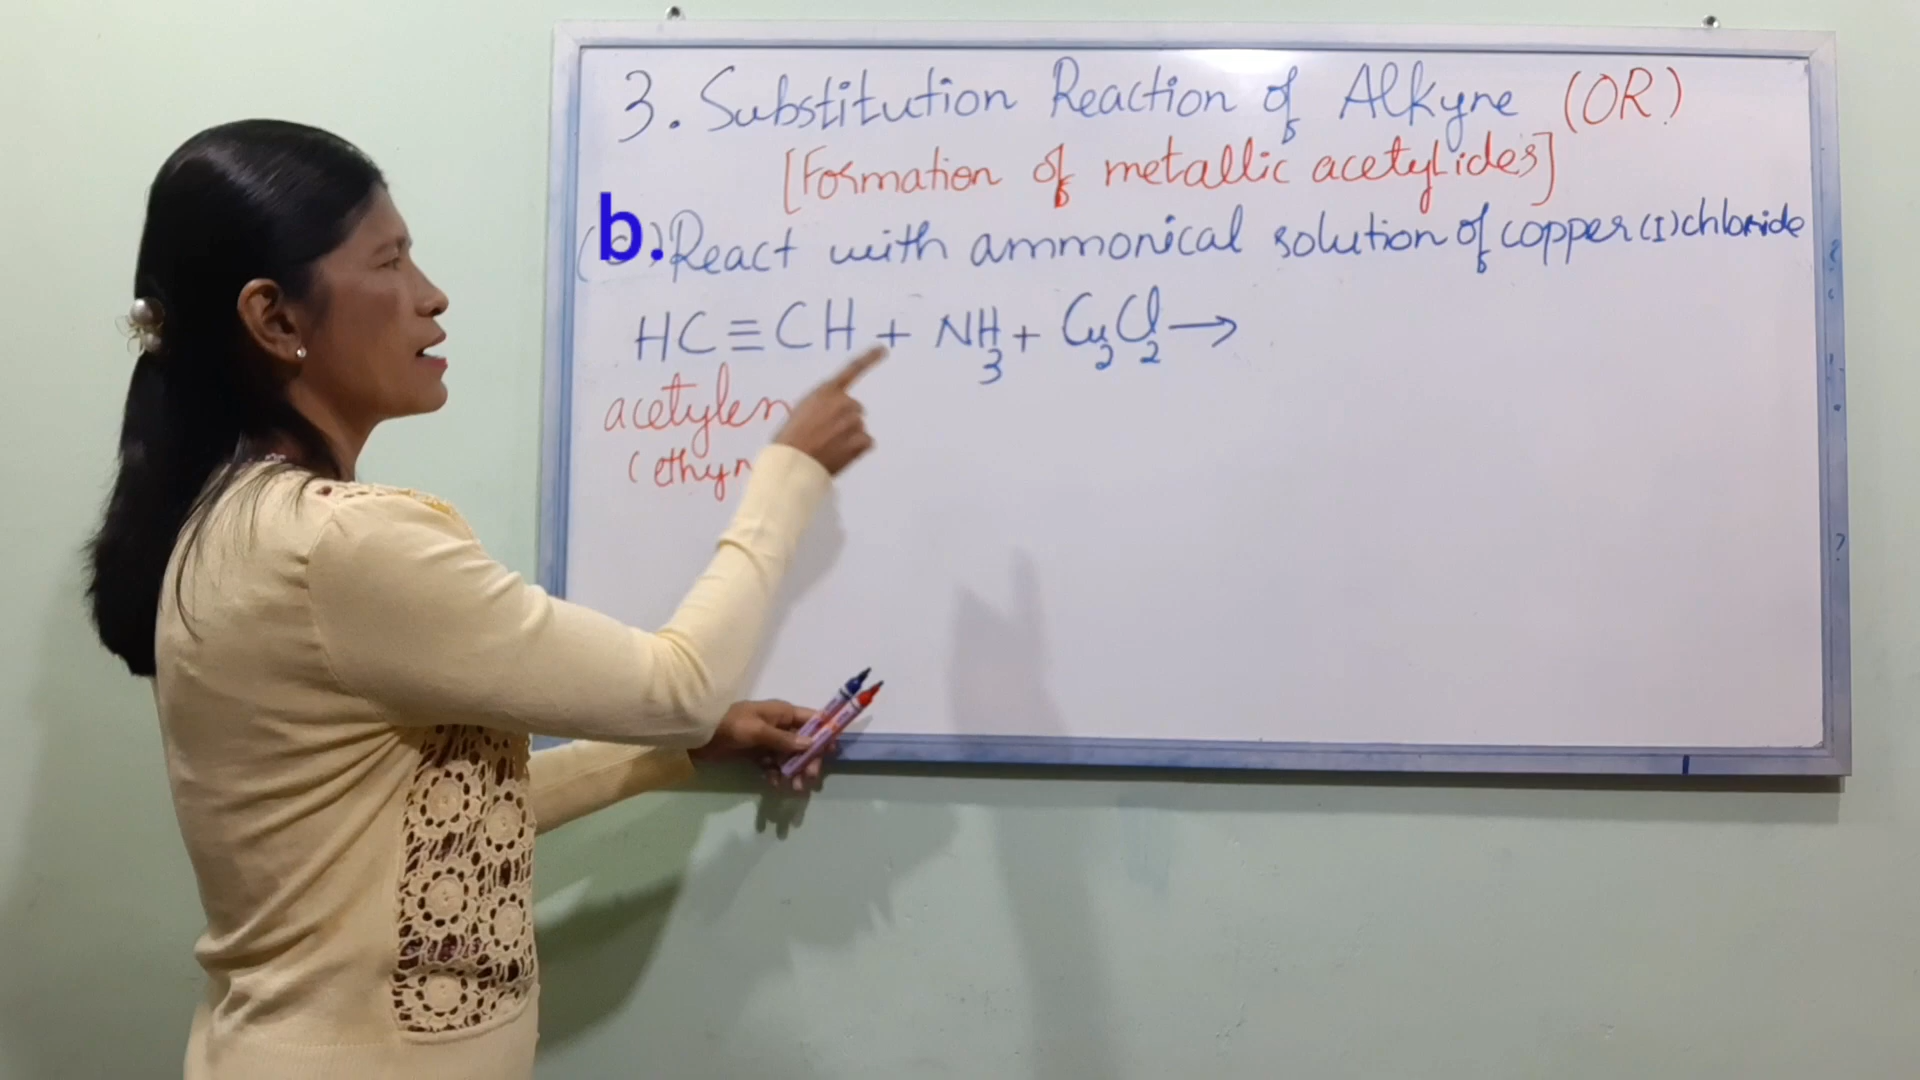 3. Substitution Reaction of Alkyne (OR)
[Formation of metallic acetylides]
b. React with ammonical solution of copper (I) chloride
HC≡CH + NH₃ + Cu₂Cl₂ →
acetylen
(ethyn